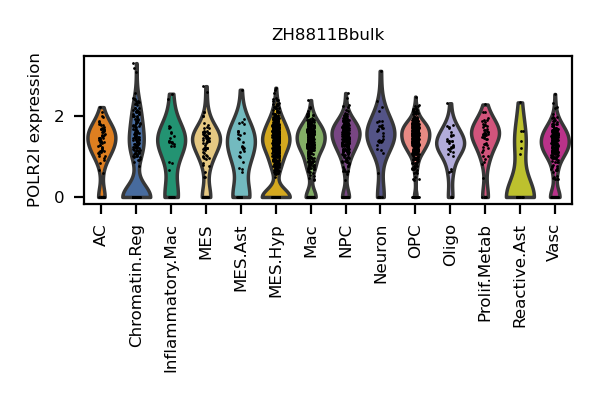 ZH8811Bbulk
POLR2I expression
2
0
AC
Chromatin.Reg
Inflammatory.Mac
MES
MES.Ast
MES.Hyp
Mac
NPC
Neuron
OPC
Oligo
Prolif.Metab
Reactive.Ast
Vasc